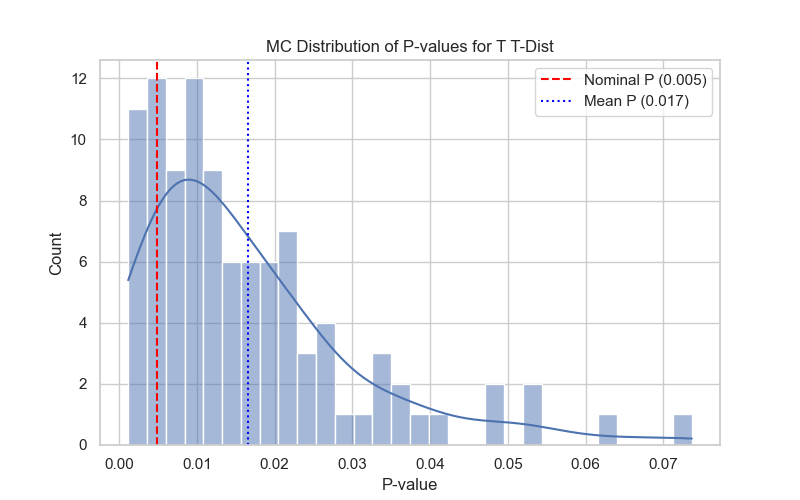 MC Distribution of P-values for T T-Dist
Nominal P (0.005)
Mean P (0.017)
12
10
8
6
4
2
0
Count
0.00 0.01 0.02 0.03 0.04 0.05 0.06 0.07
P-value